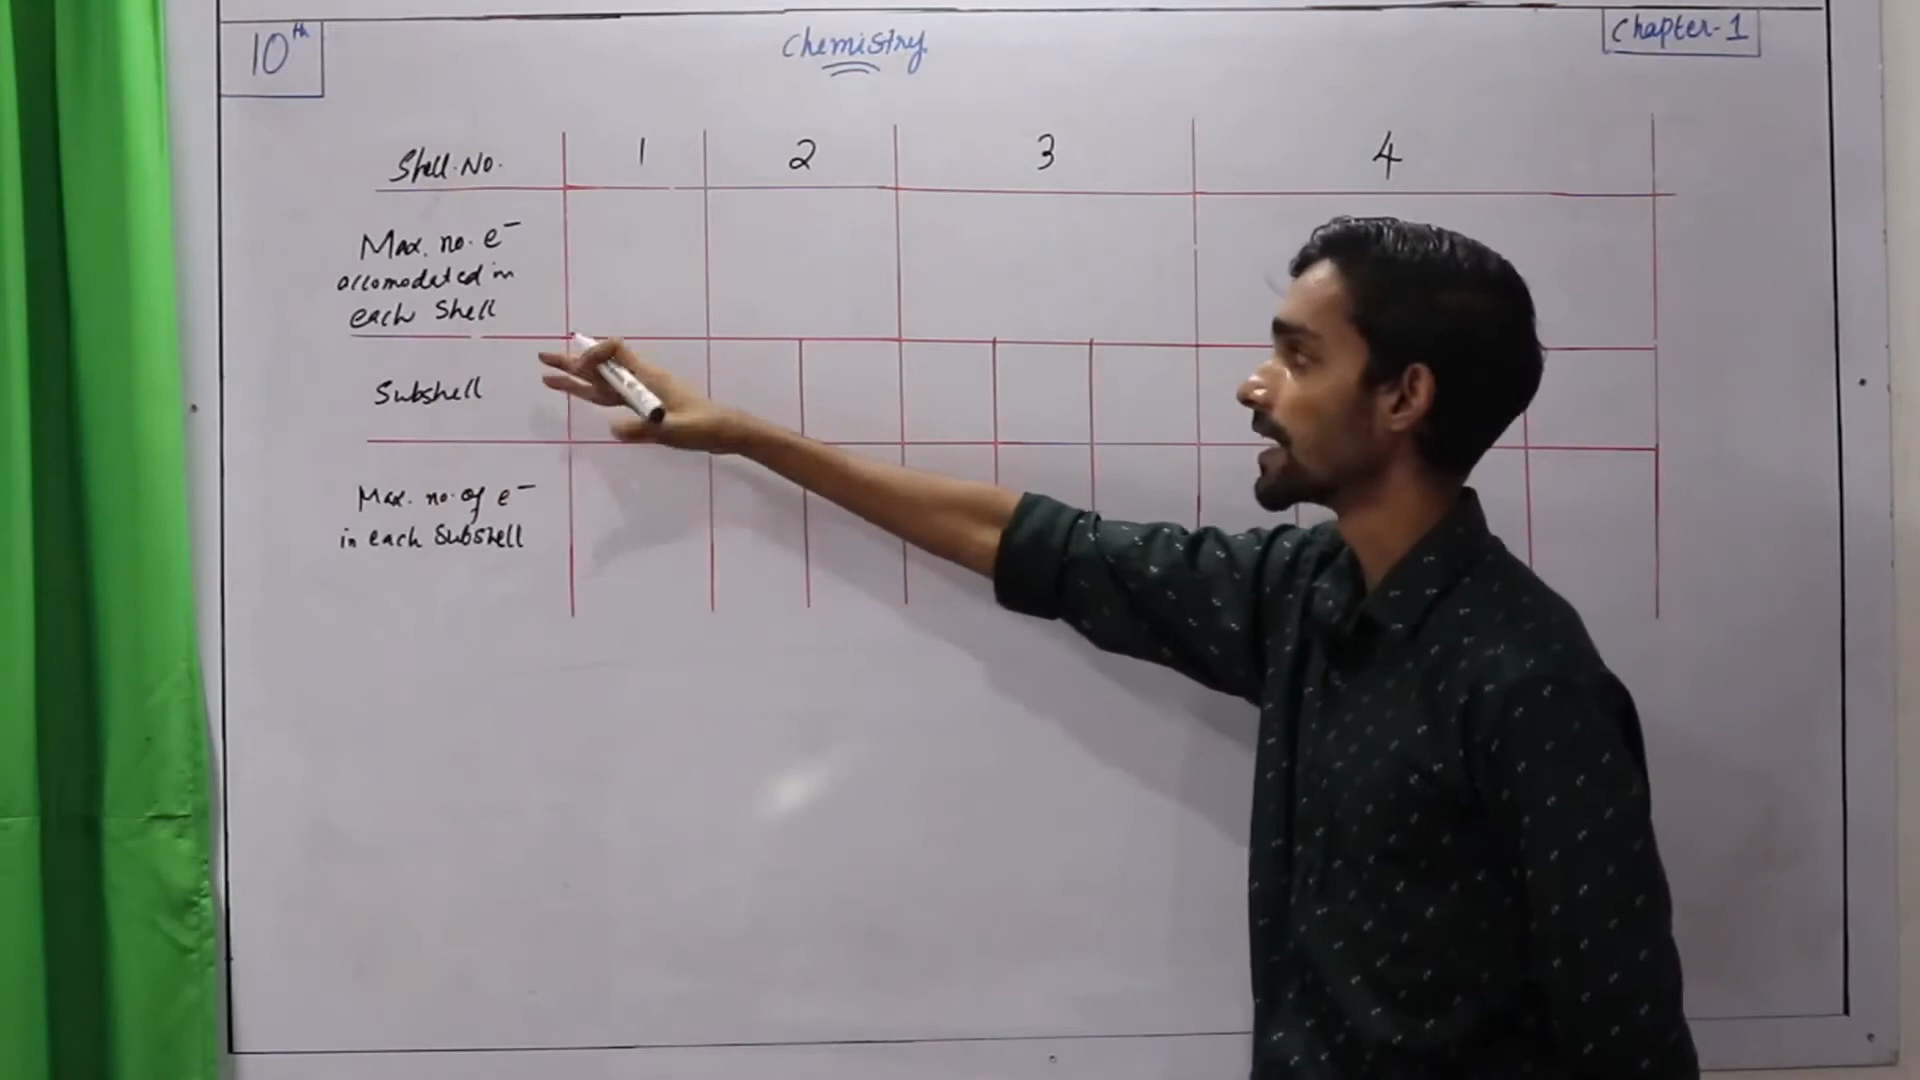 10th
Chemistry
Chapter-1
Shell.No. 1 2 3 4
Max. no. e⁻
accomodated in
each Shell
Subshell
Max. no. of e⁻
in each Subshell